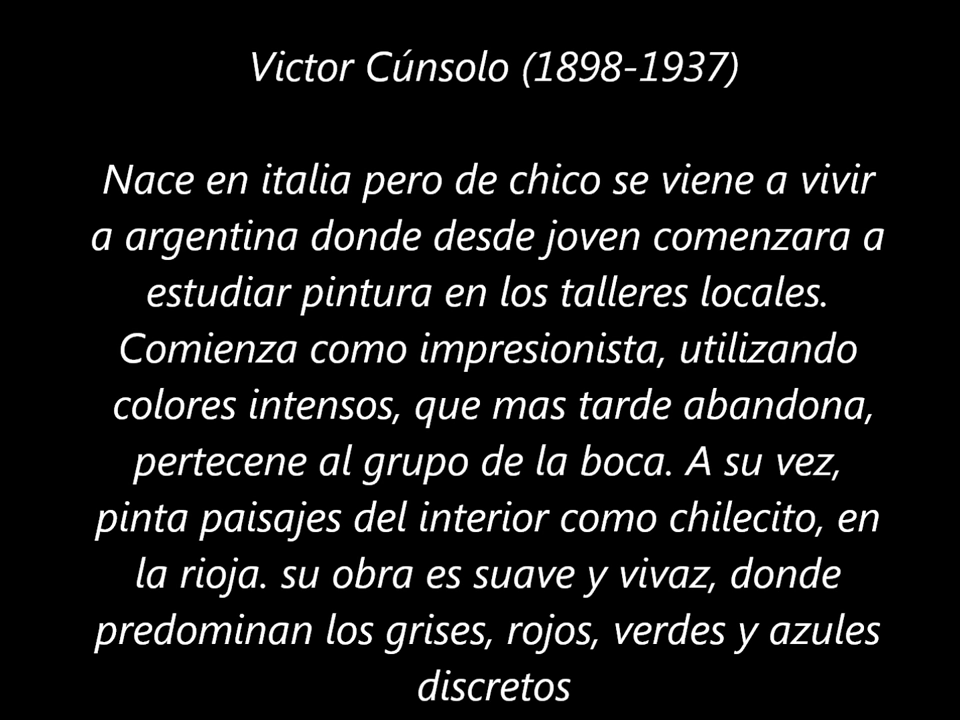 Victor Cúnsolo (1898-1937)
Nace en italia pero de chico se viene a vivir
a argentina donde desde joven comenzara a
estudiar pintura en los talleres locales.
Comienza como impresionista, utilizando
colores intensos, que mas tarde abandona,
pertecene al grupo de la boca. A su vez,
pinta paisajes del interior como chilecito, en
la rioja. su obra es suave y vivaz, donde
predominan los grises, rojos, verdes y azules
discretos